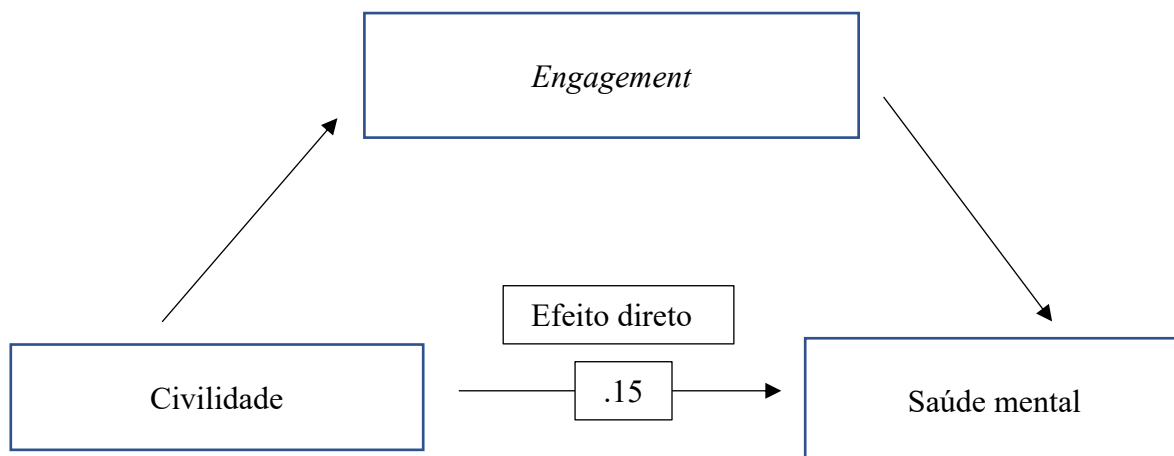 Engagement
Efeito direto
Civilidade
.15
Saúde mental